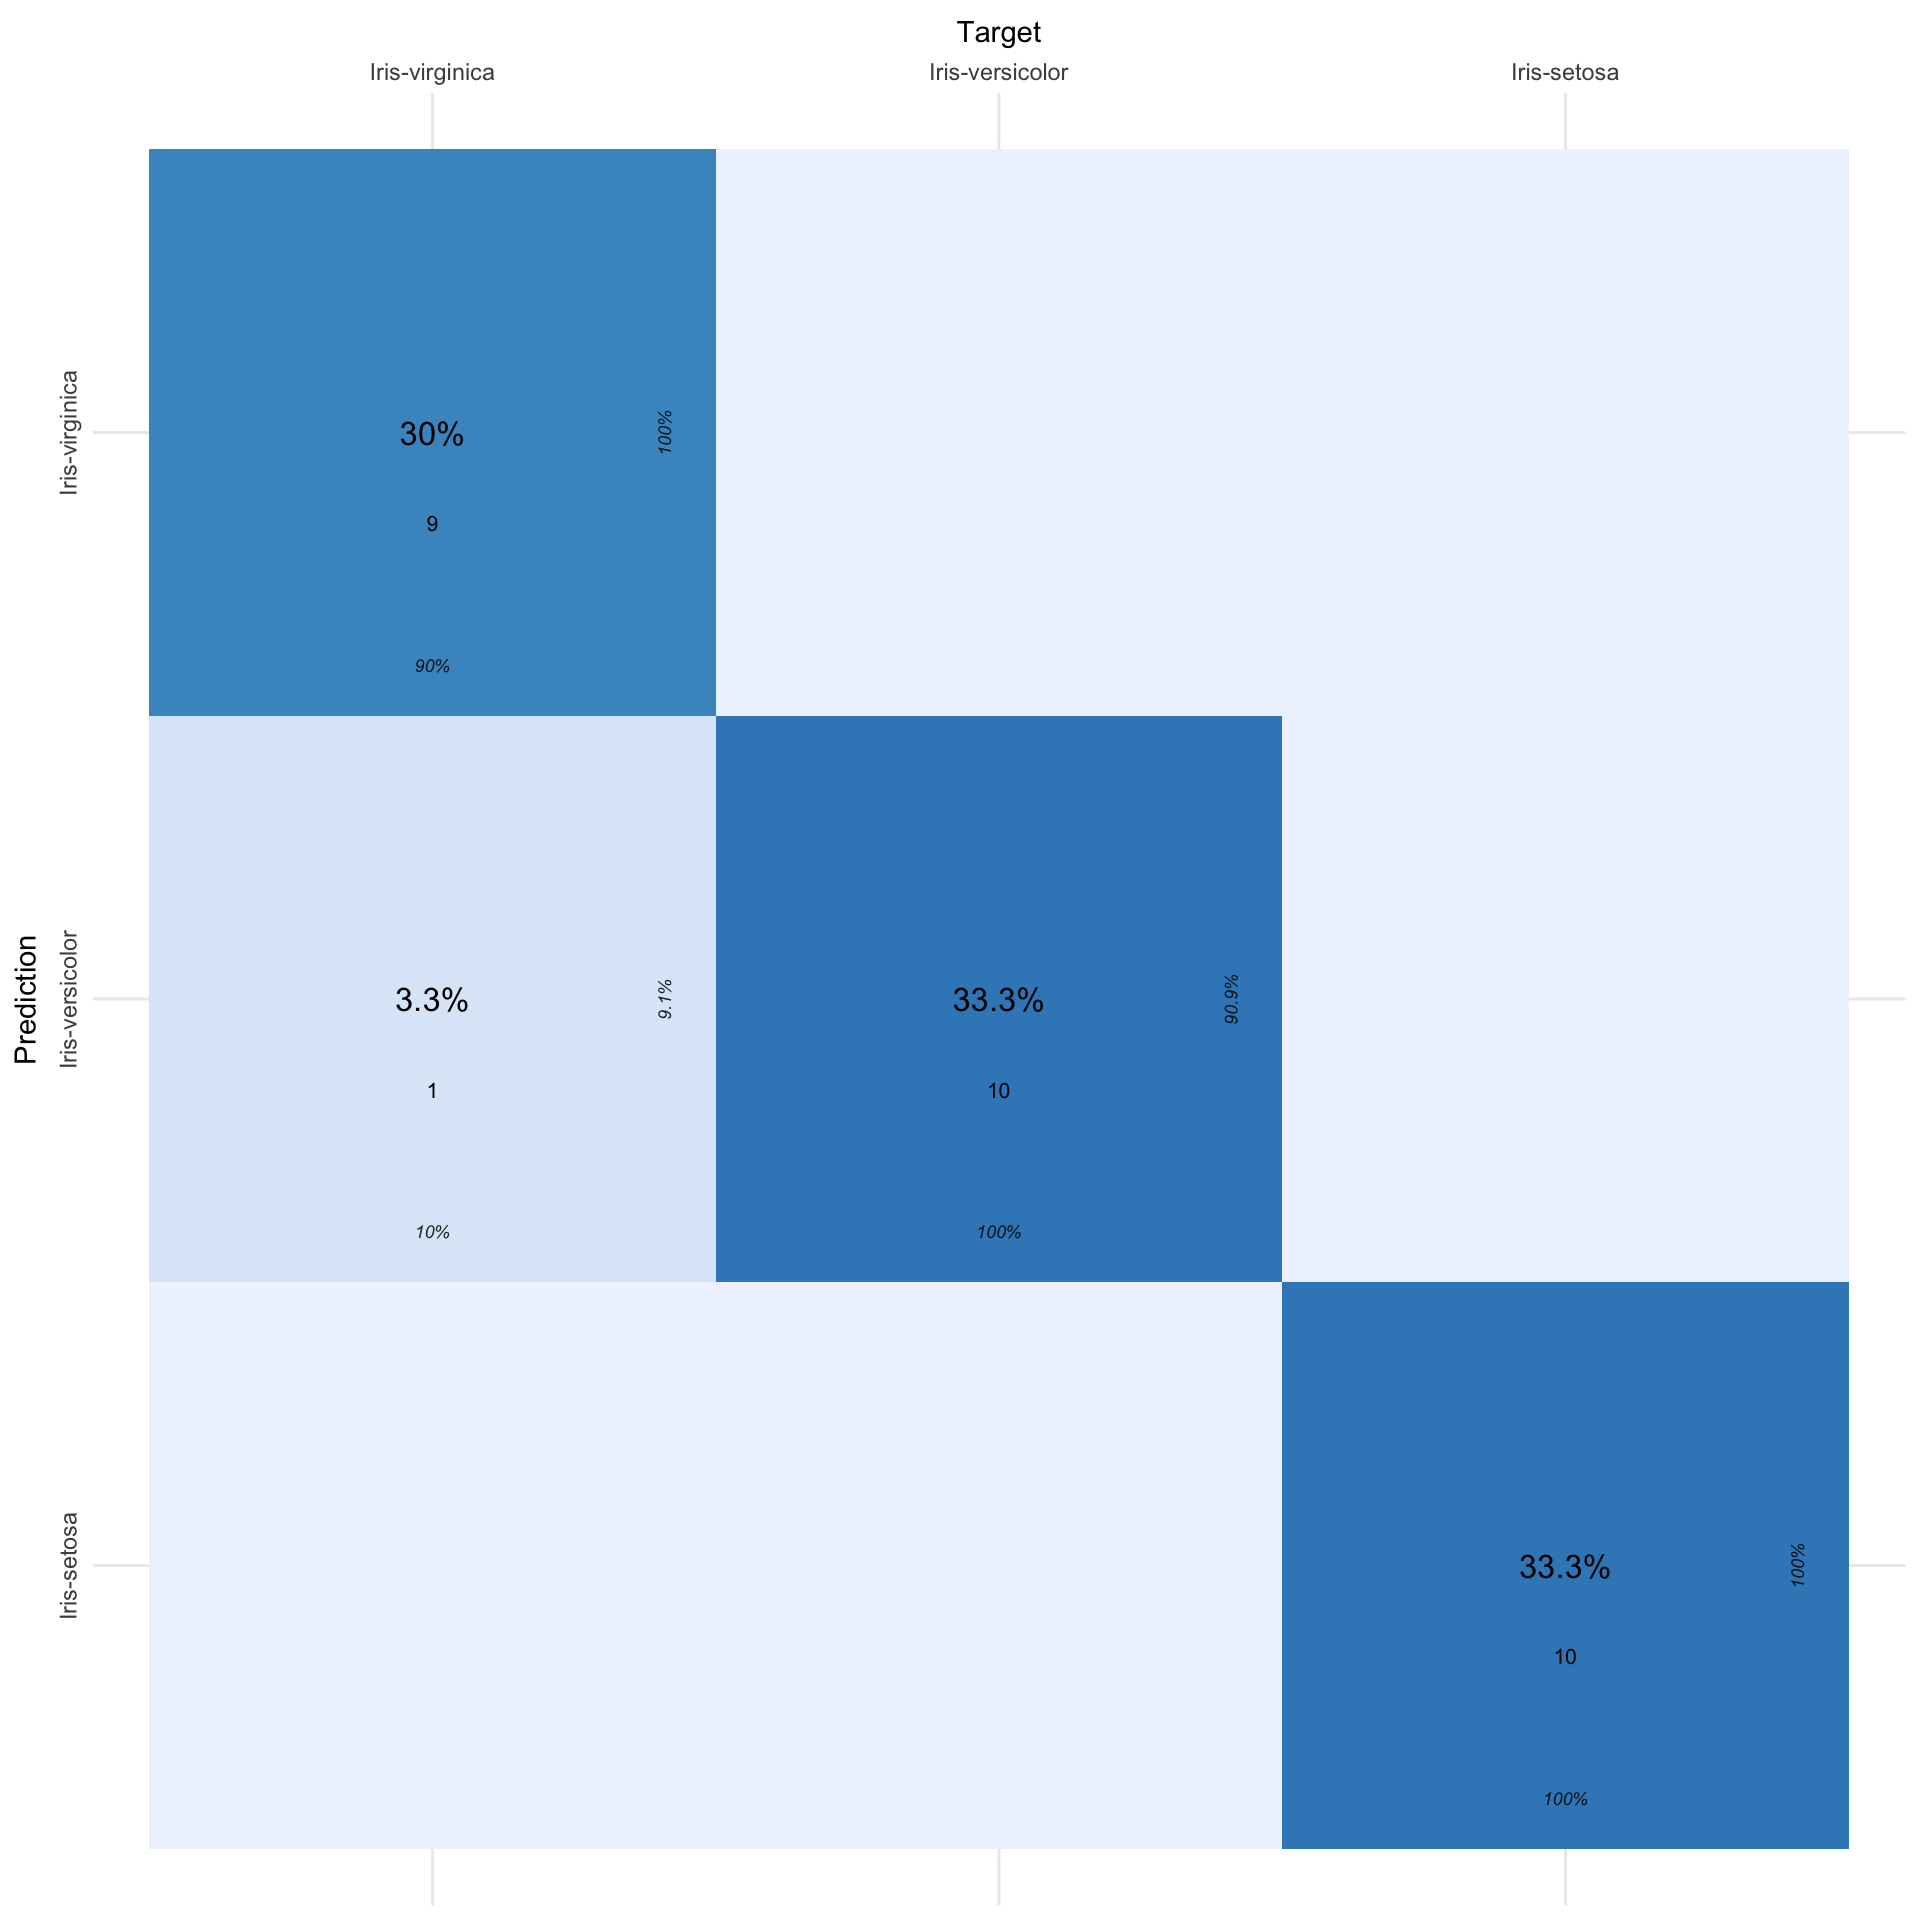 Target
Iris-virginica
Iris-versicolor
Iris-setosa
Prediction
Iris-virginica
30%
100%
9
90%
Iris-versicolor
3.3%
9.1%
33.3%
90.9%
1
10
10%
100%
Iris-setosa
33.3%
100%
10
100%